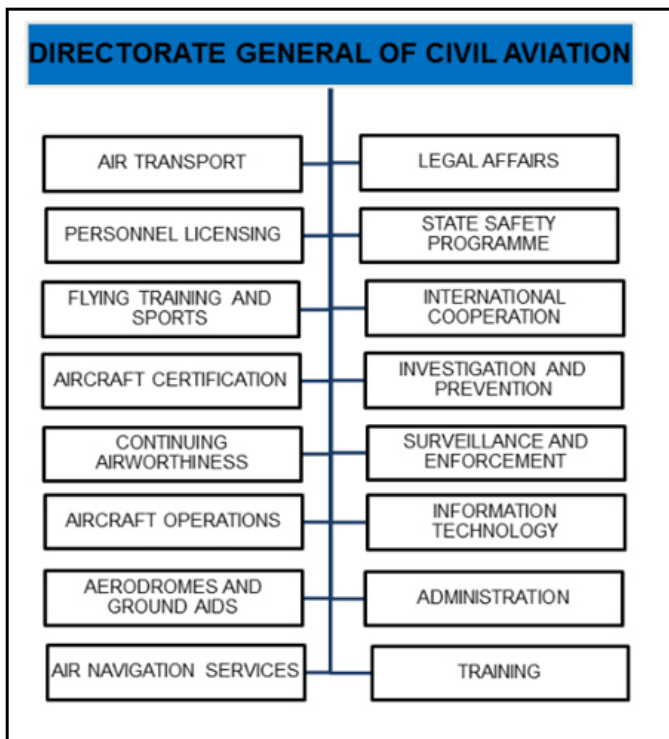 DIRECTORATE GENERAL OF CIVIL AVIATION
AIR TRANSPORT
LEGAL AFFAIRS
PERSONNEL LICENSING
STATE SAFETY
PROGRAMME
FLYING TRAINING AND
SPORTS
INTERNATIONAL
COOPERATION
AIRCRAFT CERTIFICATION
INVESTIGATION AND
PREVENTION
CONTINUING
AIRWORTHINESS
SURVEILLANCE AND
ENFORCEMENT
AIRCRAFT OPERATIONS
INFORMATION
TECHNOLOGY
AERODROMES AND
GROUND AIDS
ADMINISTRATION
AIR NAVIGATION SERVICES
TRAINING